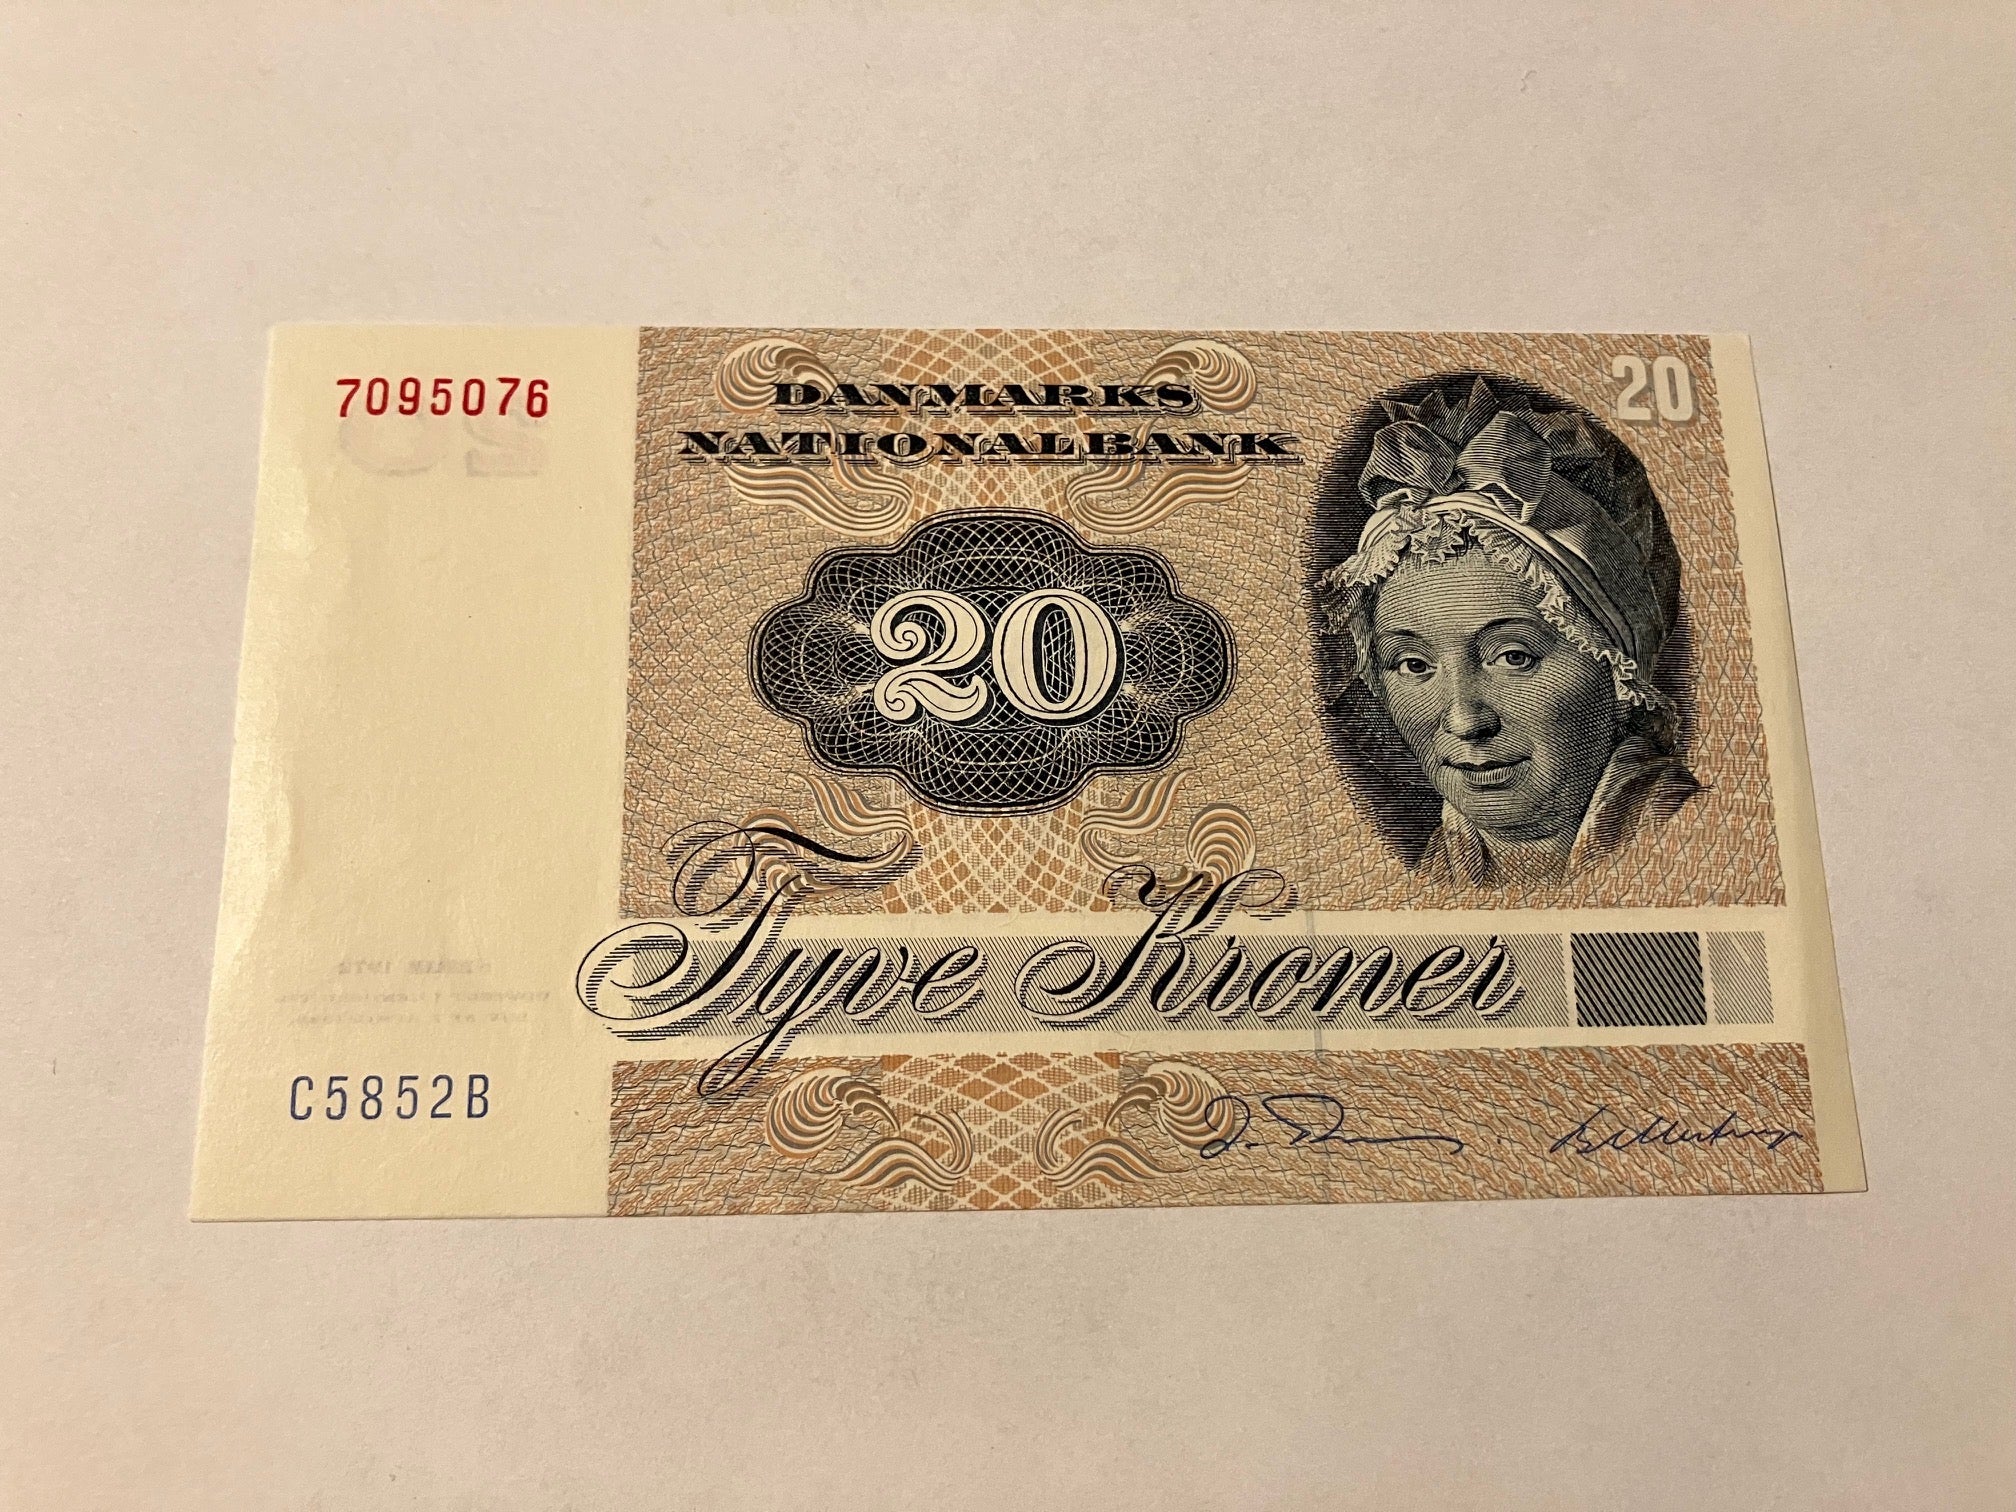 7095076
DANMARKS
NATIONALBANK
20
20
Tyve Kroner
C5852B